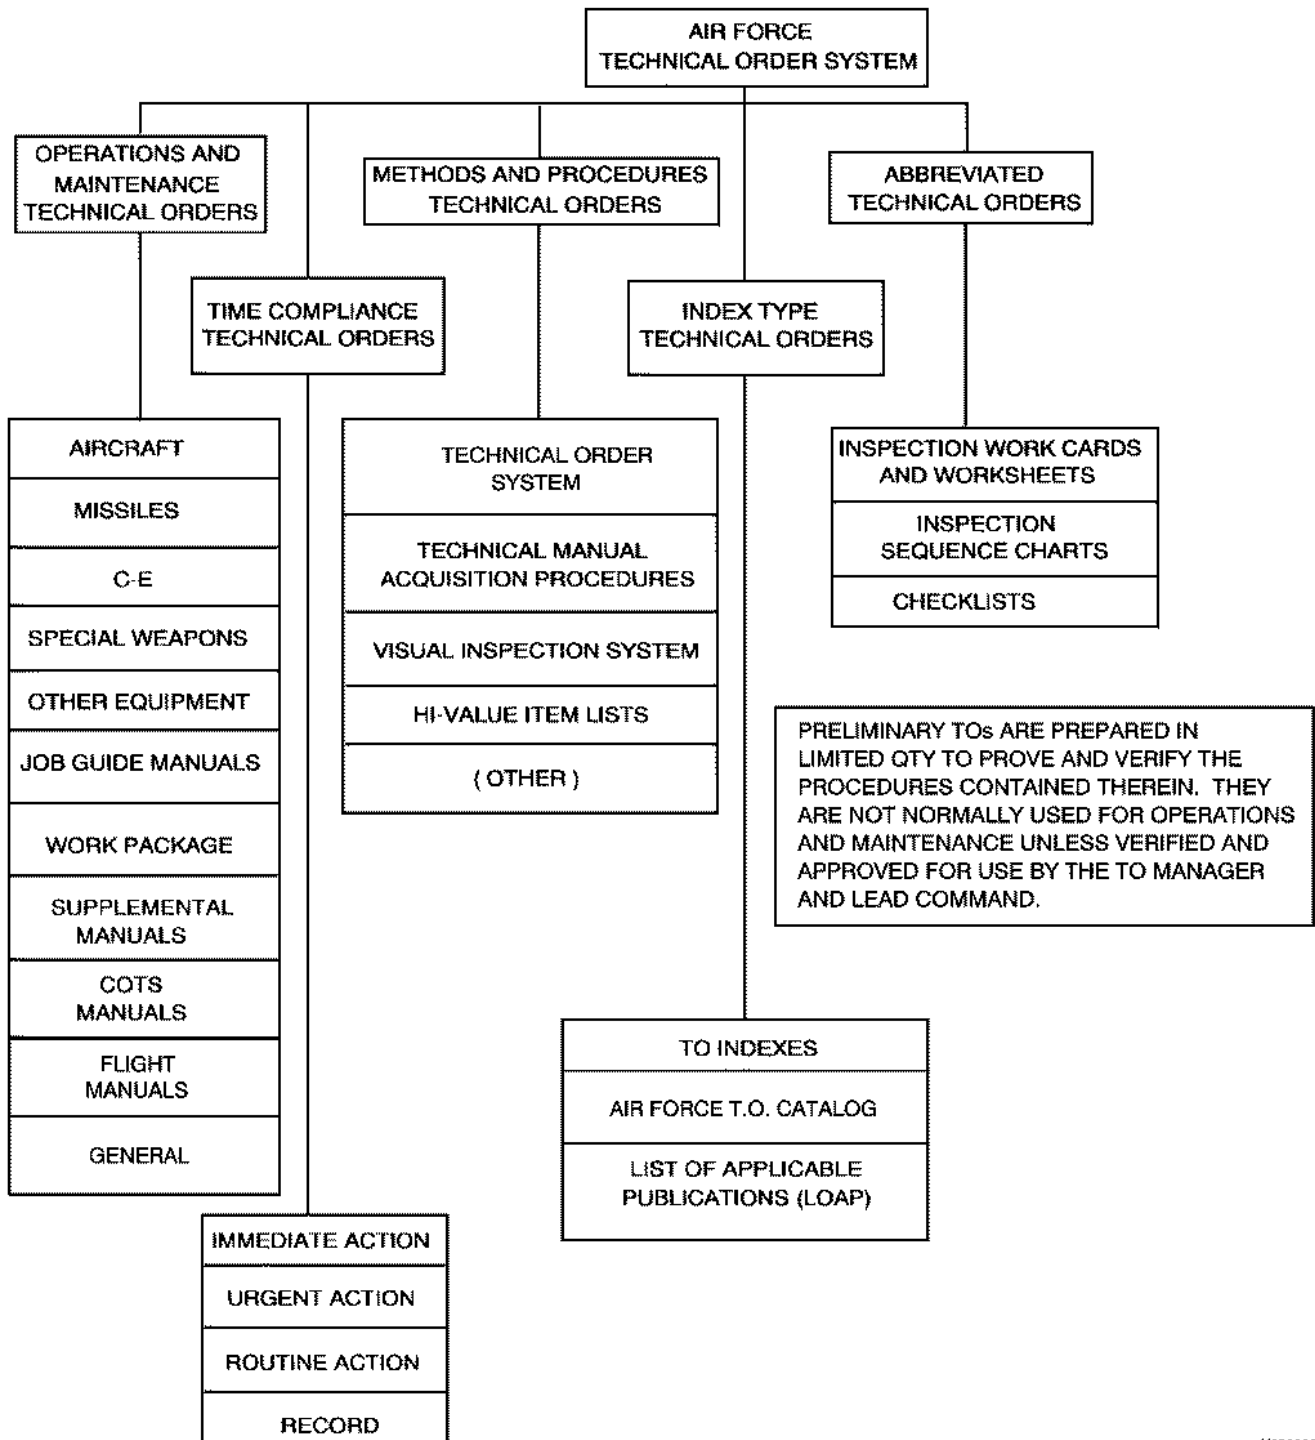 AIR FORCE
TECHNICAL ORDER SYSTEM
OPERATIONS AND
MAINTENANCE
TECHNICAL ORDERS
METHODS AND PROCEDURES
TECHNICAL ORDERS
ABBREVIATED
TECHNICAL ORDERS
TIME COMPLIANCE
TECHNICAL ORDERS
INDEX TYPE
TECHNICAL ORDERS
AIRCRAFT
MISSILES
C-E
SPECIAL WEAPONS
OTHER EQUIPMENT
JOB GUIDE MANUALS
WORK PACKAGE
SUPPLEMENTAL
MANUALS
COTS
MANUALS
FLIGHT
MANUALS
GENERAL
TECHNICAL ORDER
SYSTEM
TECHNICAL MANUAL
ACQUISITION PROCEDURES
VISUAL INSPECTION SYSTEM
HI-VALUE ITEM LISTS
( OTHER )
INSPECTION WORK CARDS
AND WORKSHEETS
INSPECTION
SEQUENCE CHARTS
CHECKLISTS
PRELIMINARY TOs ARE PREPARED IN
LIMITED QTY TO PROVE AND VERIFY THE
PROCEDURES CONTAINED THEREIN. THEY
ARE NOT NORMALLY USED FOR OPERATIONS
AND MAINTENANCE UNLESS VERIFIED AND
APPROVED FOR USE BY THE TO MANAGER
AND LEAD COMMAND.
TO INDEXES
AIR FORCE T.O. CATALOG
LIST OF APPLICABLE
PUBLICATIONS (LOAP)
IMMEDIATE ACTION
URGENT ACTION
ROUTINE ACTION
RECORD